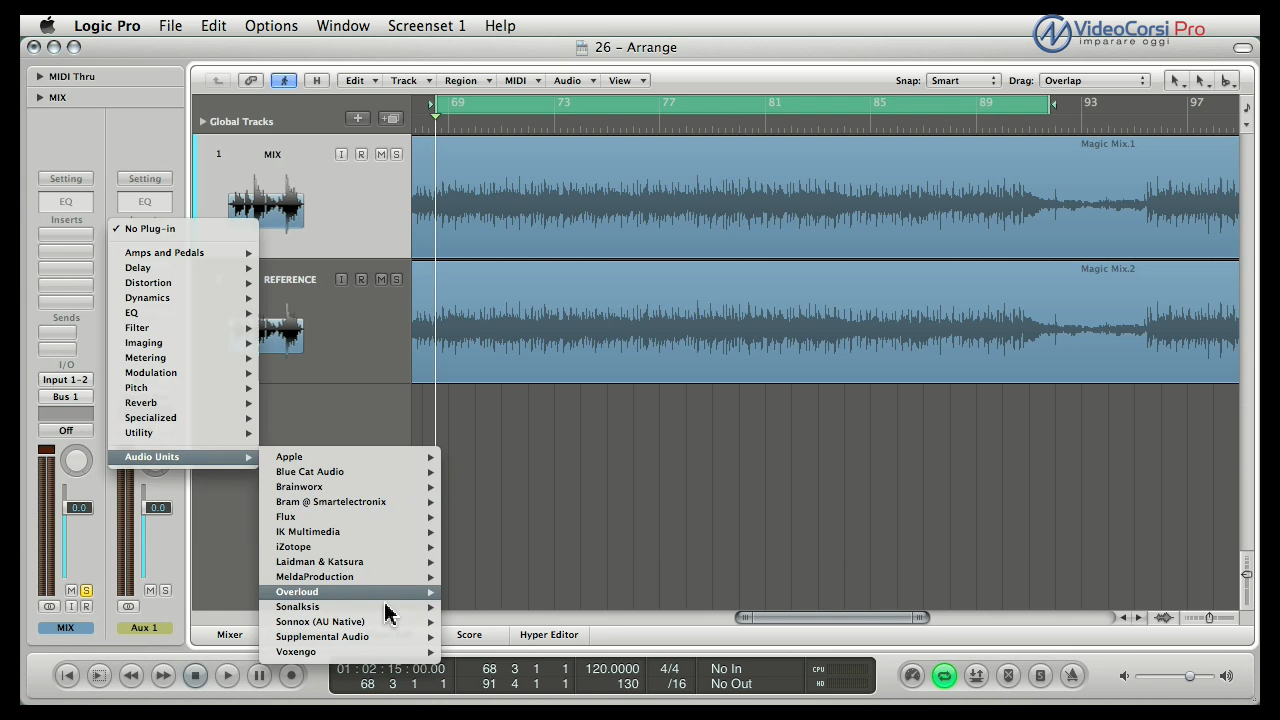 Logic Pro File Edit Options Window Screenset 1 Help
VideoCorsi Pro
imparare oggi
26 – Arrange
MIDI Thru
MIX
H Edit Track Region MIDI Audio View Snap: Smart Drag: Overlap
69 73 77 81 85 89 93 97
Global Tracks
1 MIX I R M S
Magic Mix.1
REFERENCE I R M S
Magic Mix.2
Setting Setting
EQ EQ
Inserts
Sends
I/O
Input 1-2
Bus 1
Off
0.0 0.0
M S M S
I R
MIX Aux 1
✓ No Plug-in
Amps and Pedals
Delay
Distortion
Dynamics
EQ
Filter
Imaging
Metering
Modulation
Pitch
Reverb
Specialized
Utility
Audio Units
Apple
Blue Cat Audio
Brainworx
Bram @ Smartelectronix
Flux
IK Multimedia
iZotope
Laidman & Katsura
MeldaProduction
Overloud
Sonalksis
Sonnox (AU Native)
Supplemental Audio
Voxengo
Mixer Score Hyper Editor
01:02:15:00.00 68 3 1 1 120.0000 4/4 No In CPU
68 3 1 1 91 4 1 1 130 /16 No Out HD
S